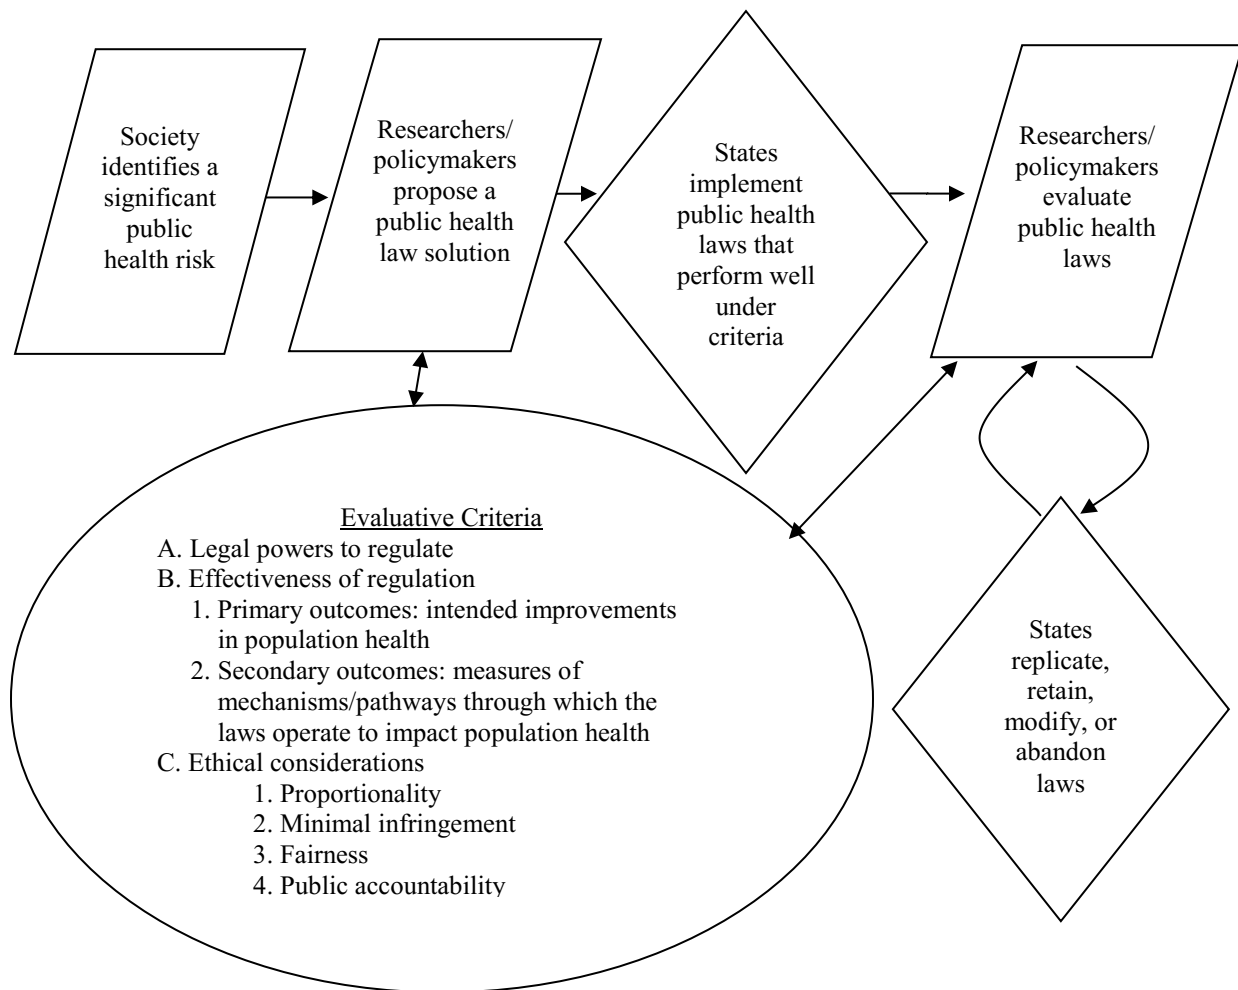 Society
identifies a
significant
public
health risk
Researchers/
policymakers
propose a
public health
law solution
States
implement
public health
laws that
perform well
under
criteria
Researchers/
policymakers
evaluate
public health
laws
Evaluative Criteria
A. Legal powers to regulate
B. Effectiveness of regulation
1. Primary outcomes: intended improvements
in population health
2. Secondary outcomes: measures of
mechanisms/pathways through which the
laws operate to impact population health
C. Ethical considerations
1. Proportionality
2. Minimal infringement
3. Fairness
4. Public accountability
States
replicate,
retain,
modify, or
abandon
laws